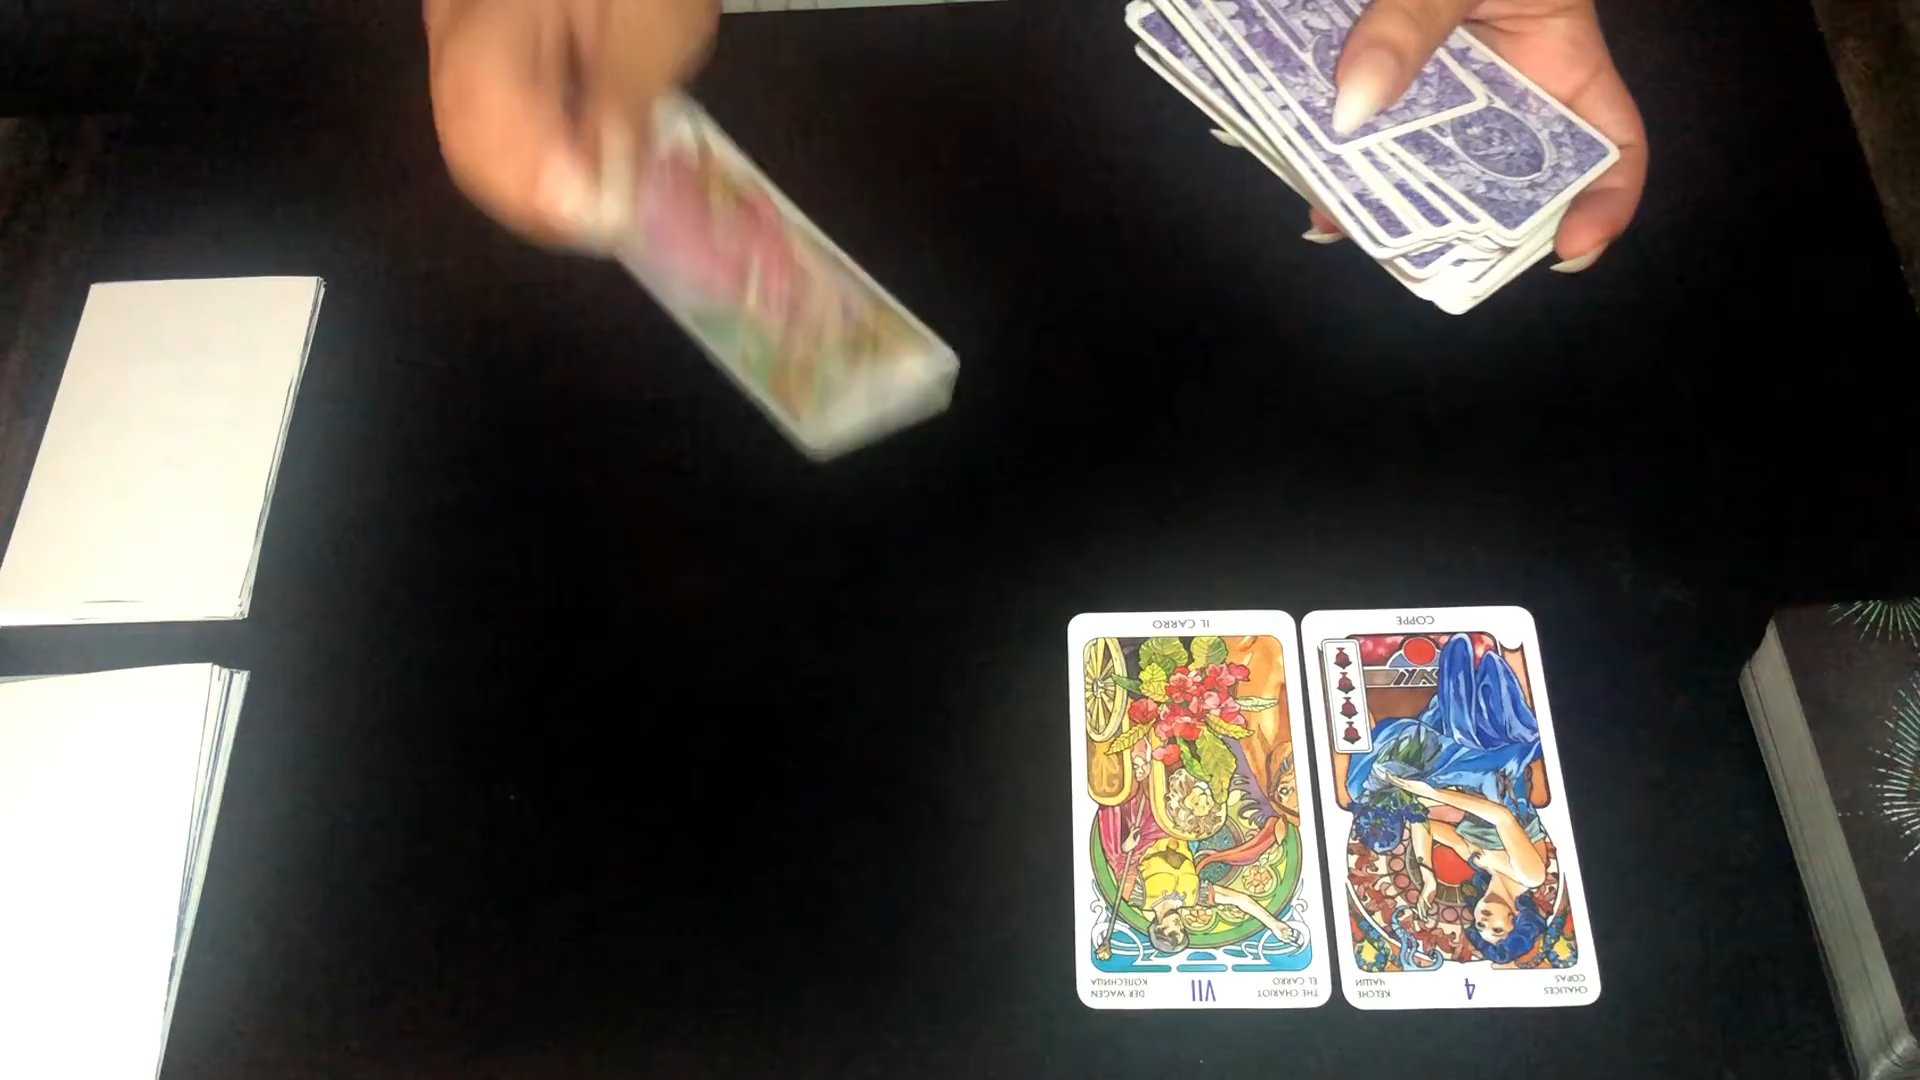 IL CARRO
VII
THE CHARIOT
EL CARRO
DER WAGEN
КОЛЕСНИЦА
COPPE
4
CHALICES
COPAS
KELCHE
ЧАШИ